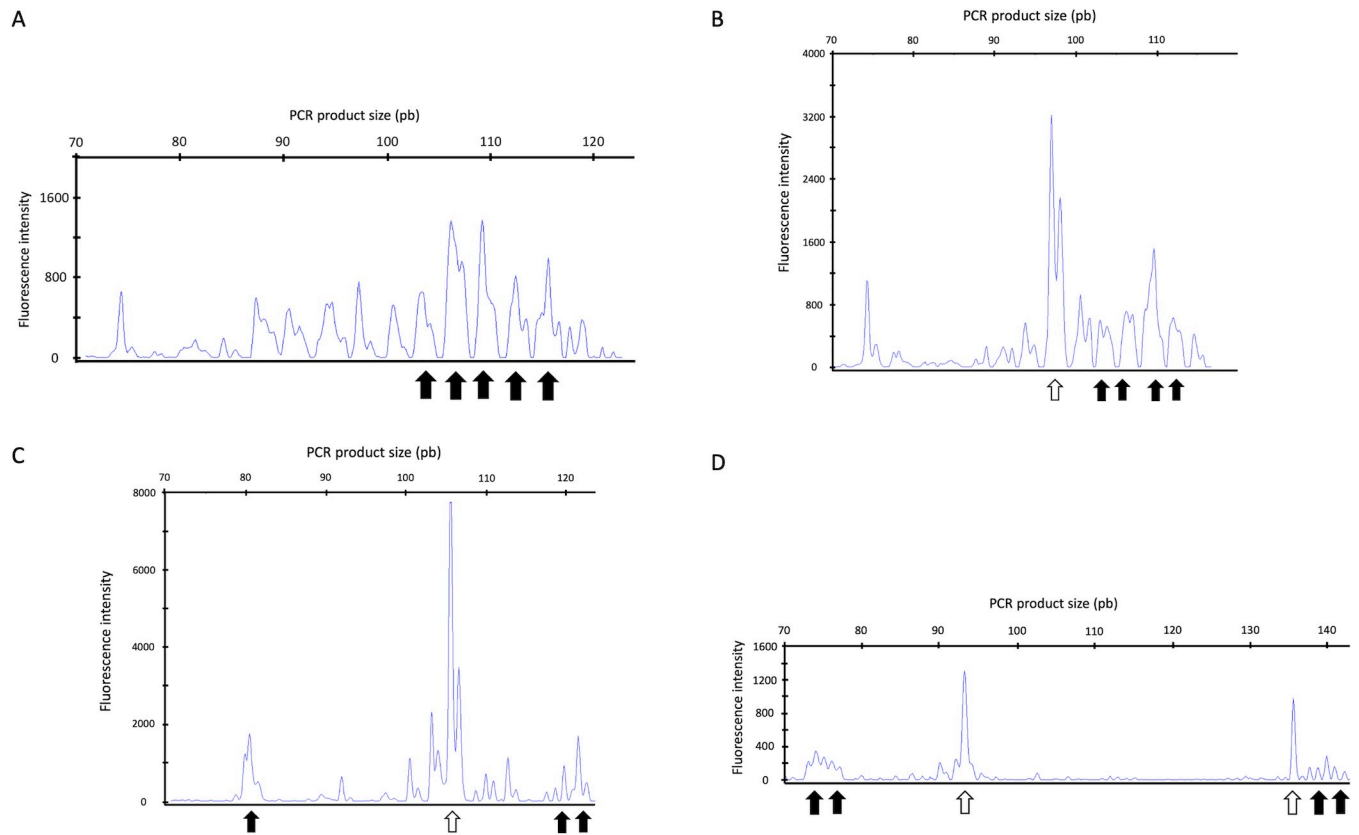 A
PCR product size (pb)
70 80 90 100 110 120
Fluorescence intensity
1600
800
0
B
PCR product size (pb)
70 80 90 100 110
Fluorescence intensity
4000
3200
2400
1600
800
0
C
PCR product size (pb)
70 80 90 100 110 120
Fluorescence intensity
8000
6000
4000
2000
0
D
PCR product size (pb)
70 80 90 100 110 120 130 140
Fluorescence intensity
1600
1200
800
400
0